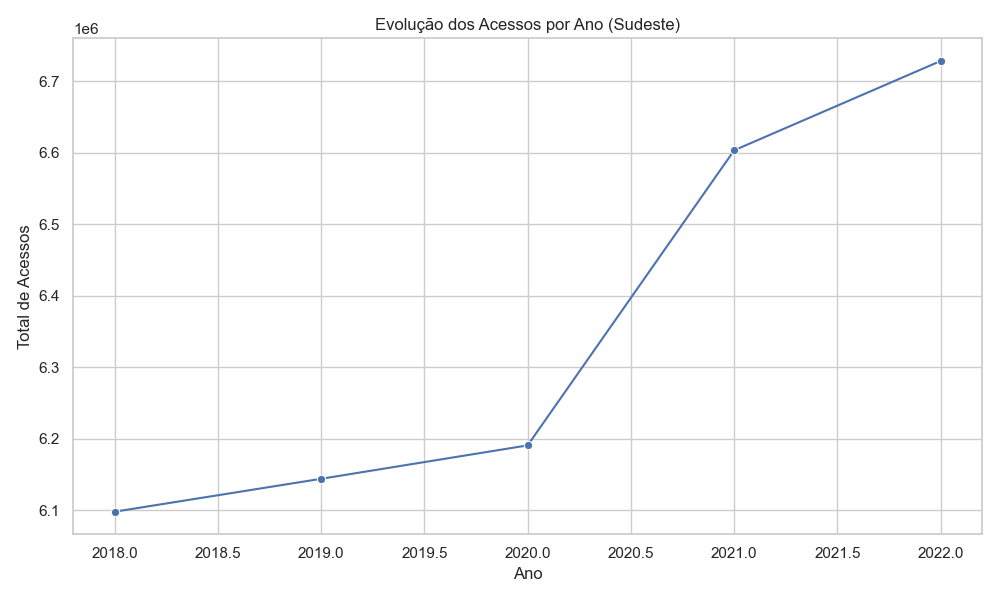 Evolução dos Acessos por Ano (Sudeste)
1e6
6.7
6.6
6.5
6.4
6.3
6.2
6.1
Total de Acessos
2018.0 2018.5 2019.0 2019.5 2020.0 2020.5 2021.0 2021.5 2022.0
Ano